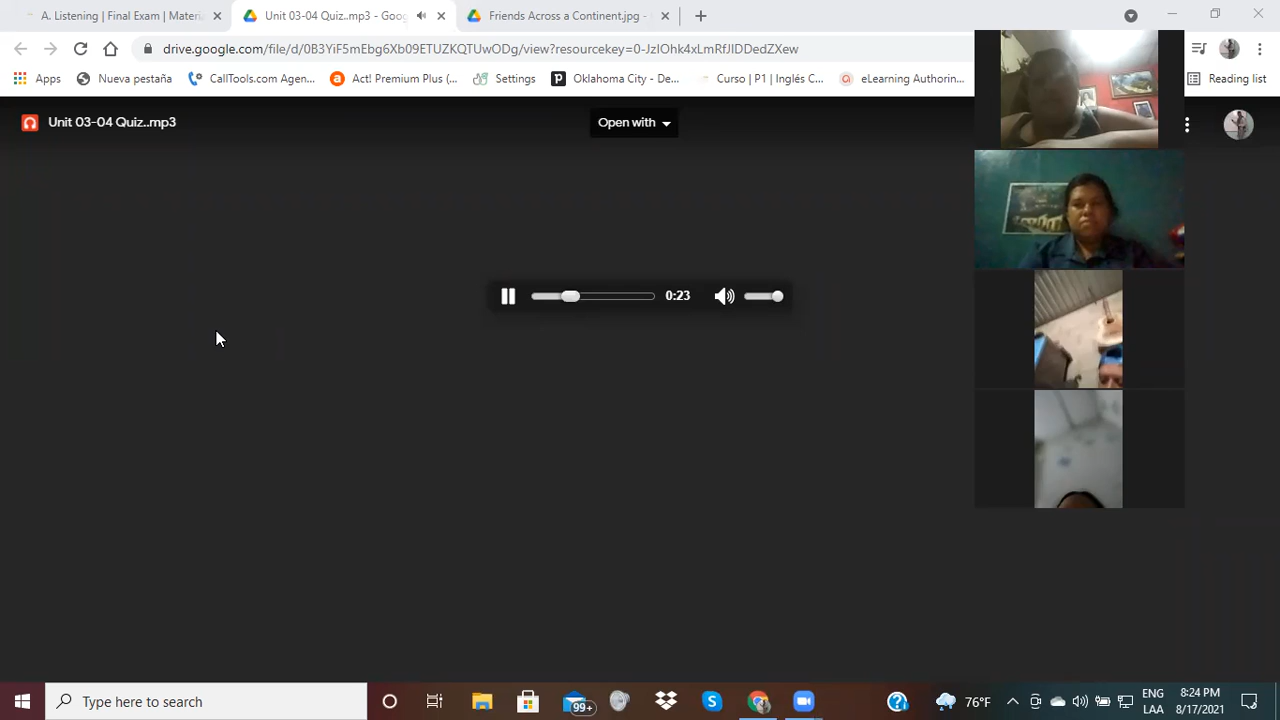 A. Listening | Final Exam | Materi
Unit 03-04 Quiz..mp3 - Goo
Friends Across a Continent.jpg -
drive.google.com/file/d/0B3YiF5mEbg6Xb09ETUZKQTUwODg/view?resourcekey=0-JzIOhk4xLmRfJIDDedZXew
Apps
Nueva pestaña
CallTools.com Agen...
Act! Premium Plus (...
Settings
Oklahoma City - De...
Curso | P1 | Inglés C...
eLearning Authorin...
Reading list
Unit 03-04 Quiz..mp3
Open with
0:23
Type here to search
99+
76°F
ENG
LAA
8:24 PM
8/17/2021